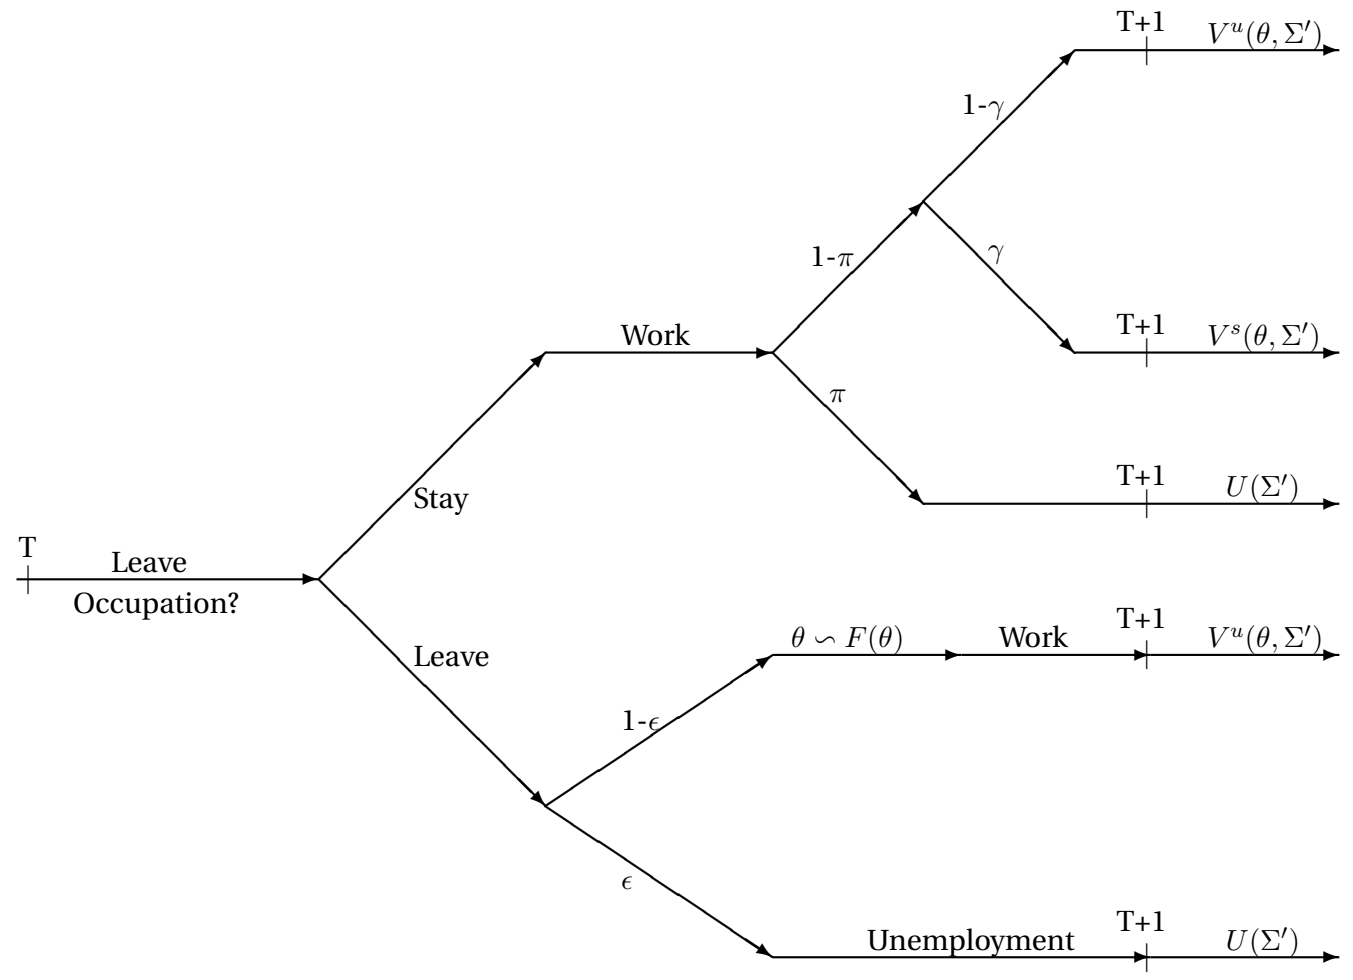 T+1
V^u(θ, Σ′)
1-γ
1-π
γ
T+1
V^s(θ, Σ′)
Work
π
T+1
U(Σ′)
Stay
T
Leave
Occupation?
Leave
θ ∽ F(θ)
Work
T+1
V^u(θ, Σ′)
1-ϵ
ϵ
Unemployment
T+1
U(Σ′)